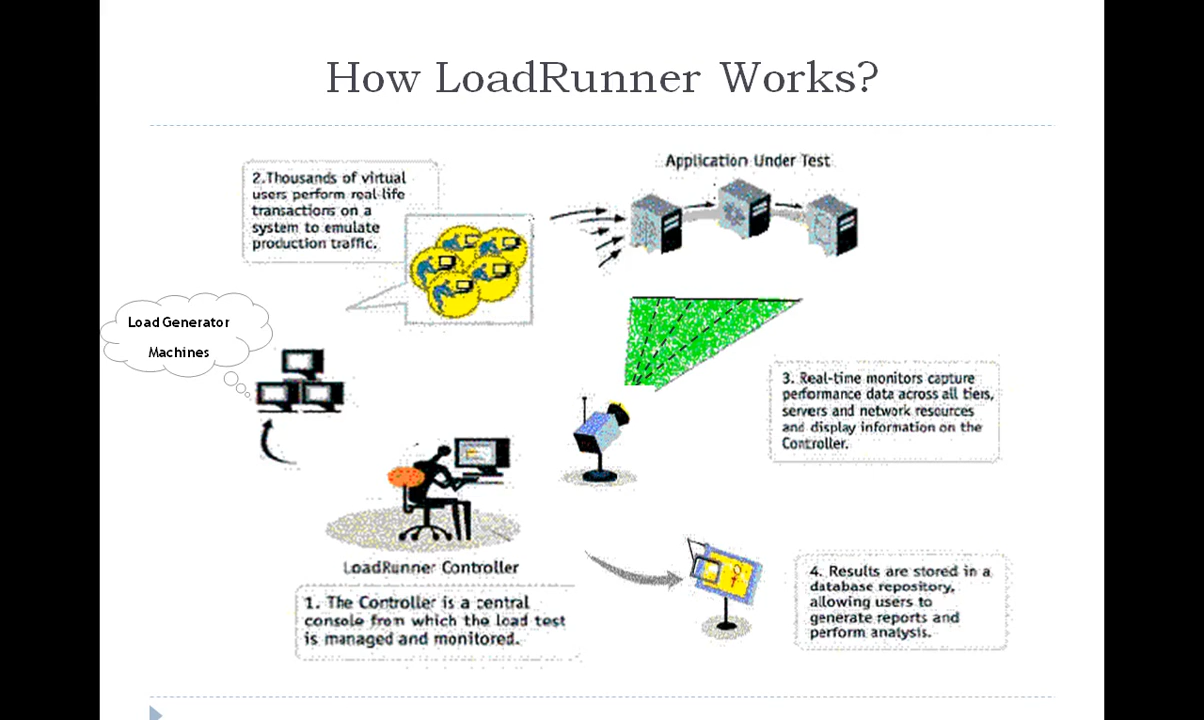 How LoadRunner Works?
Application Under Test
2.Thousands of virtual
users perform real-life
transactions on a
system to emulate
production traffic.
Load Generator
Machines
3. Real-time monitors capture
performance data across all tiers,
servers and network resources
and display information on the
Controller.
LoadRunner Controller
1. The Controller is a central
console from which the load test
is managed and monitored.
4. Results are stored in a
database repository,
allowing users to
generate reports and
perform analysis.